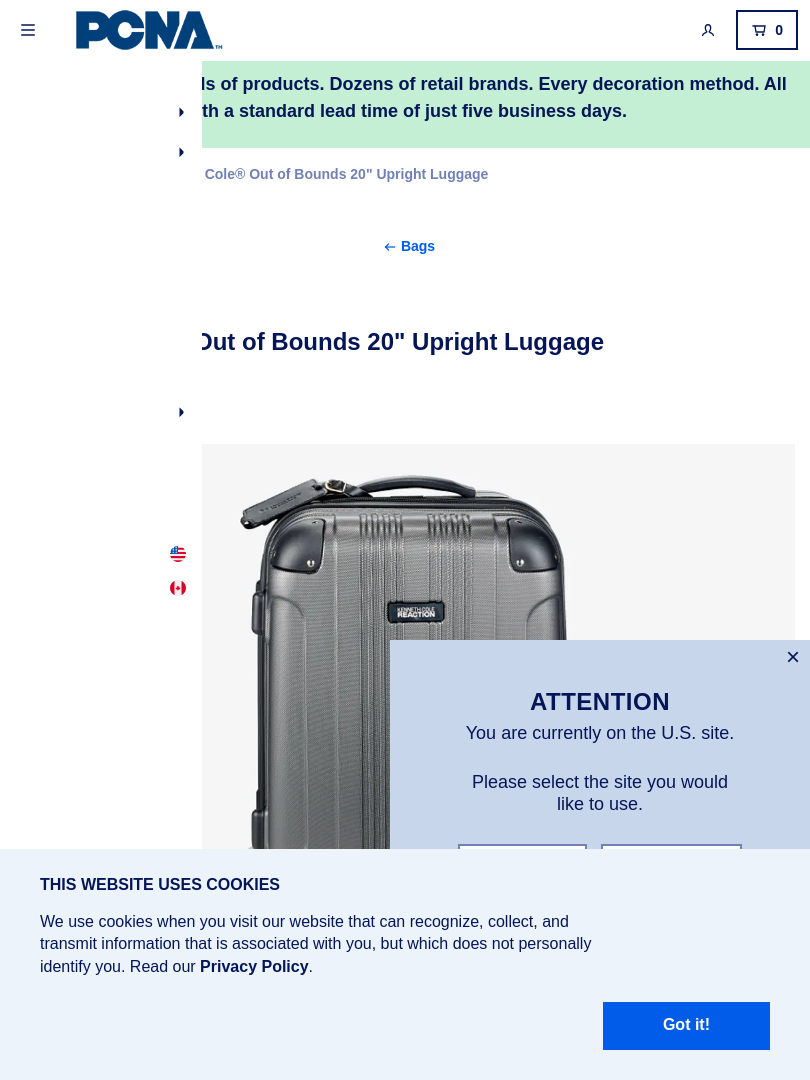 PCNA™
0
ls of products. Dozens of retail brands. Every decoration method. All
th a standard lead time of just five business days.
Cole® Out of Bounds 20" Upright Luggage
← Bags
Out of Bounds 20" Upright Luggage
KENNETH COLE
REACTION
×
ATTENTION
You are currently on the U.S. site.
Please select the site you would
like to use.
THIS WEBSITE USES COOKIES
We use cookies when you visit our website that can recognize, collect, and
transmit information that is associated with you, but which does not personally
identify you. Read our Privacy Policy.
Got it!